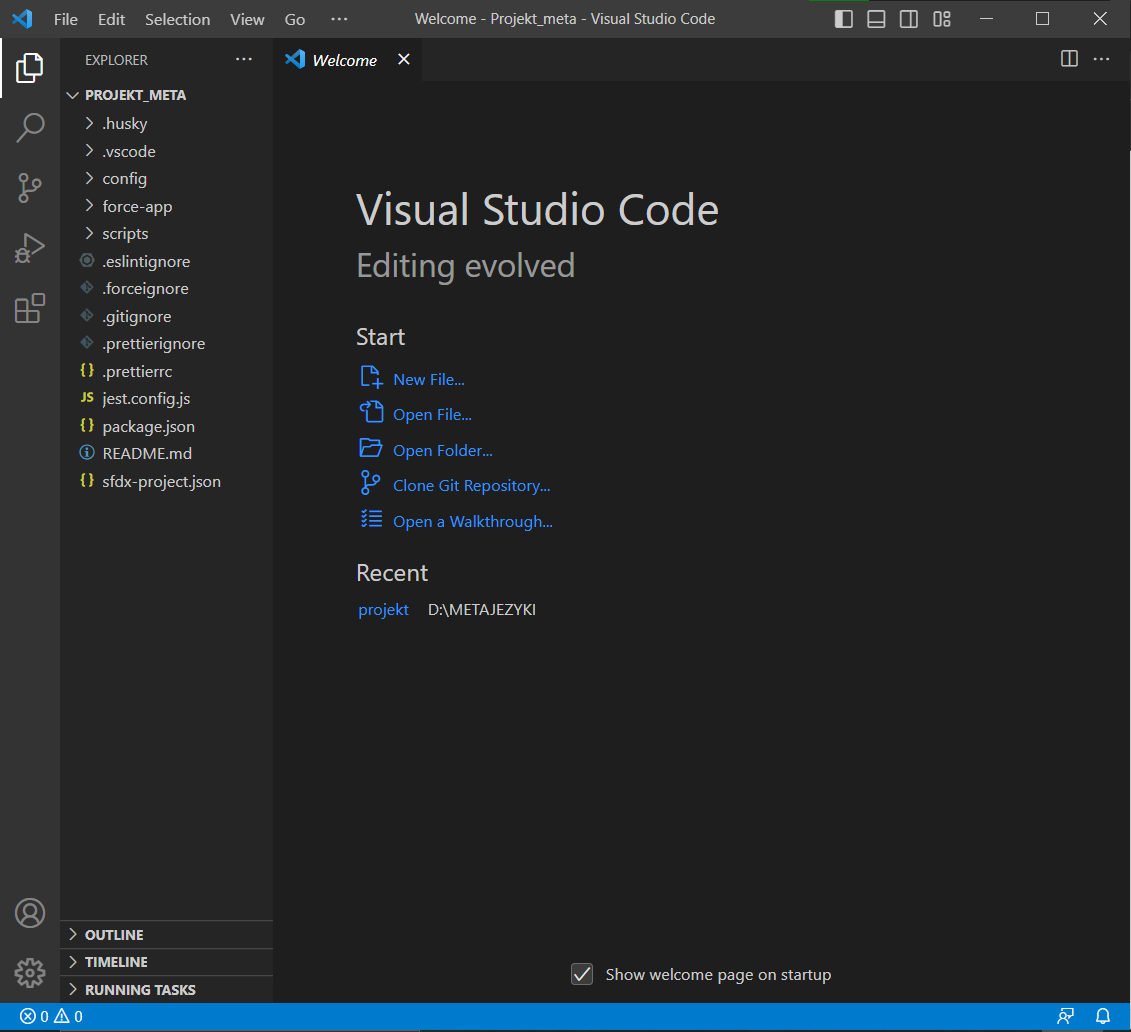 File Edit Selection View Go ··· Welcome - Projekt_meta - Visual Studio Code
EXPLORER ···
Welcome
PROJEKT_META
.husky
.vscode
config
force-app
scripts
.eslintignore
.forceignore
.gitignore
.prettierignore
{} .prettierrc
JS jest.config.js
{} package.json
README.md
{} sfdx-project.json
OUTLINE
TIMELINE
RUNNING TASKS
Visual Studio Code
Editing evolved
Start
New File...
Open File...
Open Folder...
Clone Git Repository...
Open a Walkthrough...
Recent
projekt D:\METAJEZYKI
Show welcome page on startup
0 0